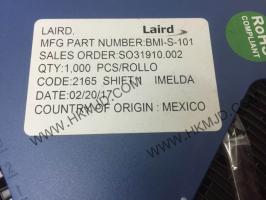 LAIRD. Laird
MFG PART NUMBER:BMI-S-101
SALES ORDER:SO31910.002
QTY:1,000 PCS/ROLLO
CODE:2165 SHIFT:1 IMELDA
DATE:02/20/17.
COUNTRY OF ORIGIN : MEXICO
RoHS
COMPLIANT
WWW.HKMJD.COM
WWW.HKMJD.COM